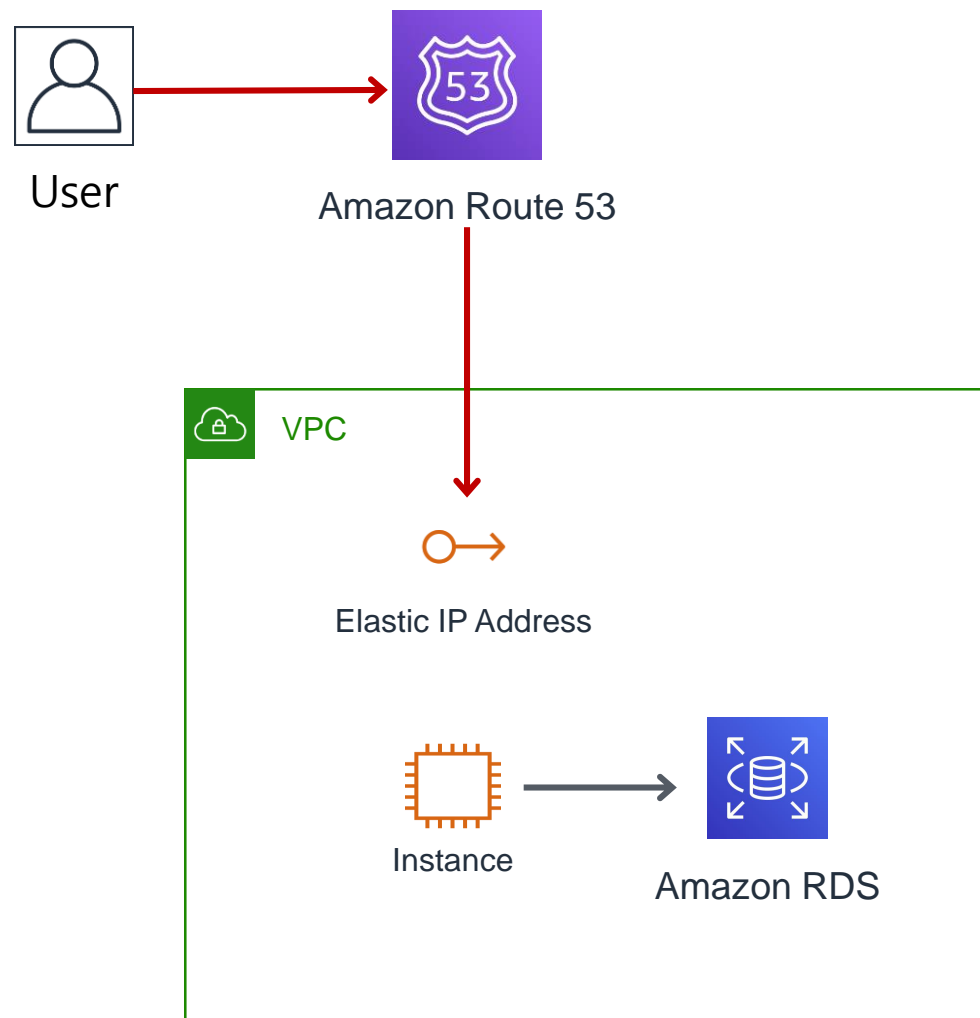 53
User
Amazon Route 53
VPC
Elastic IP Address
Instance
Amazon RDS